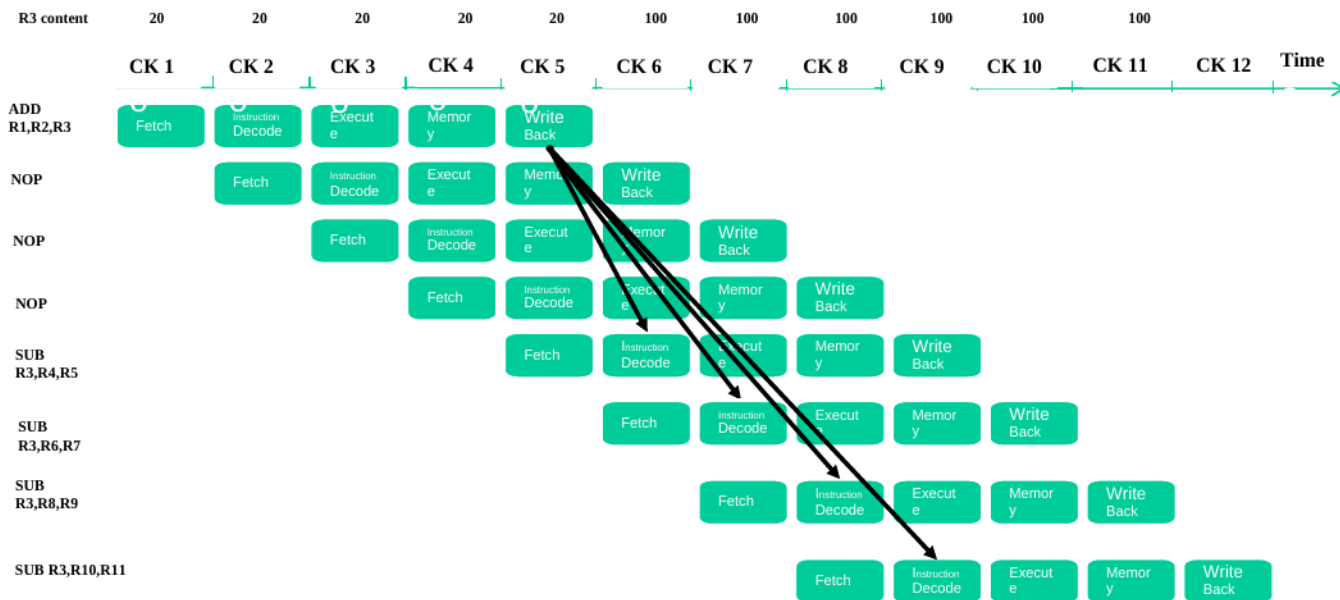 R3 content 20 20 20 20 20 100 100 100 100 100 100
CK 1 CK 2 CK 3 CK 4 CK 5 CK 6 CK 7 CK 8 CK 9 CK 10 CK 11 CK 12 Time
ADD
R1,R2,R3
Fetch
Instruction
Decode
Execut
e
Memor
y
Write
Back
NOP
Fetch
Instruction
Decode
Execut
e
Memor
y
Write
Back
NOP
Fetch
Instruction
Decode
Execut
e
Memor
y
Write
Back
NOP
Fetch
Instruction
Decode
Execut
e
Memor
y
Write
Back
SUB
R3,R4,R5
Fetch
Instruction
Decode
Execut
e
Memor
y
Write
Back
SUB
R3,R6,R7
Fetch
Instruction
Decode
Execut
e
Memor
y
Write
Back
SUB
R3,R8,R9
Fetch
Instruction
Decode
Execut
e
Memor
y
Write
Back
SUB R3,R10,R11
Fetch
Instruction
Decode
Execut
e
Memor
y
Write
Back